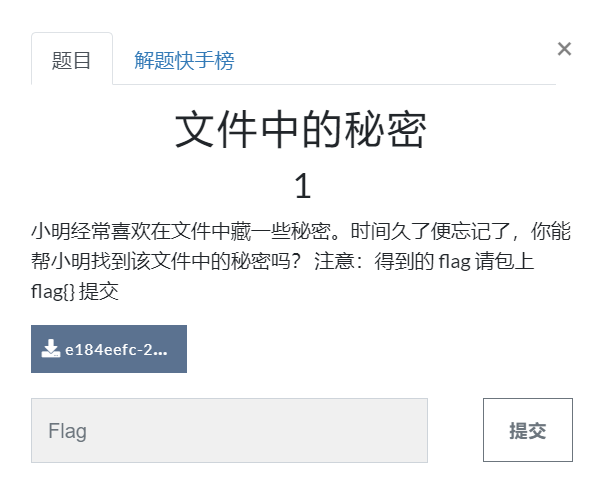 题目 解题快手榜 ×
文件中的秘密
1
小明经常喜欢在文件中藏一些秘密。时间久了便忘记了，你能
帮小明找到该文件中的秘密吗？ 注意：得到的 flag 请包上
flag{} 提交
e184eefc-2...
Flag 提交